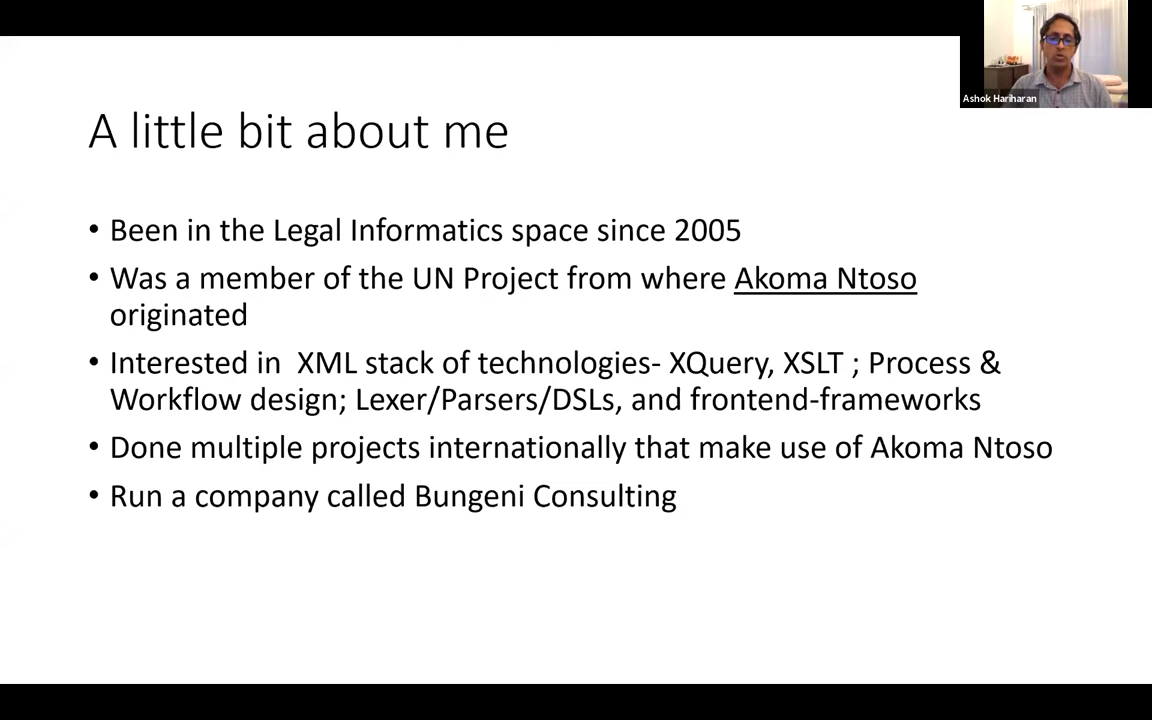 Ashok Hariharan
A little bit about me
• Been in the Legal Informatics space since 2005
• Was a member of the UN Project from where Akoma Ntoso
originated
• Interested in  XML stack of technologies- XQuery, XSLT ; Process &
Workflow design; Lexer/Parsers/DSLs, and frontend-frameworks
• Done multiple projects internationally that make use of Akoma Ntoso
• Run a company called Bungeni Consulting